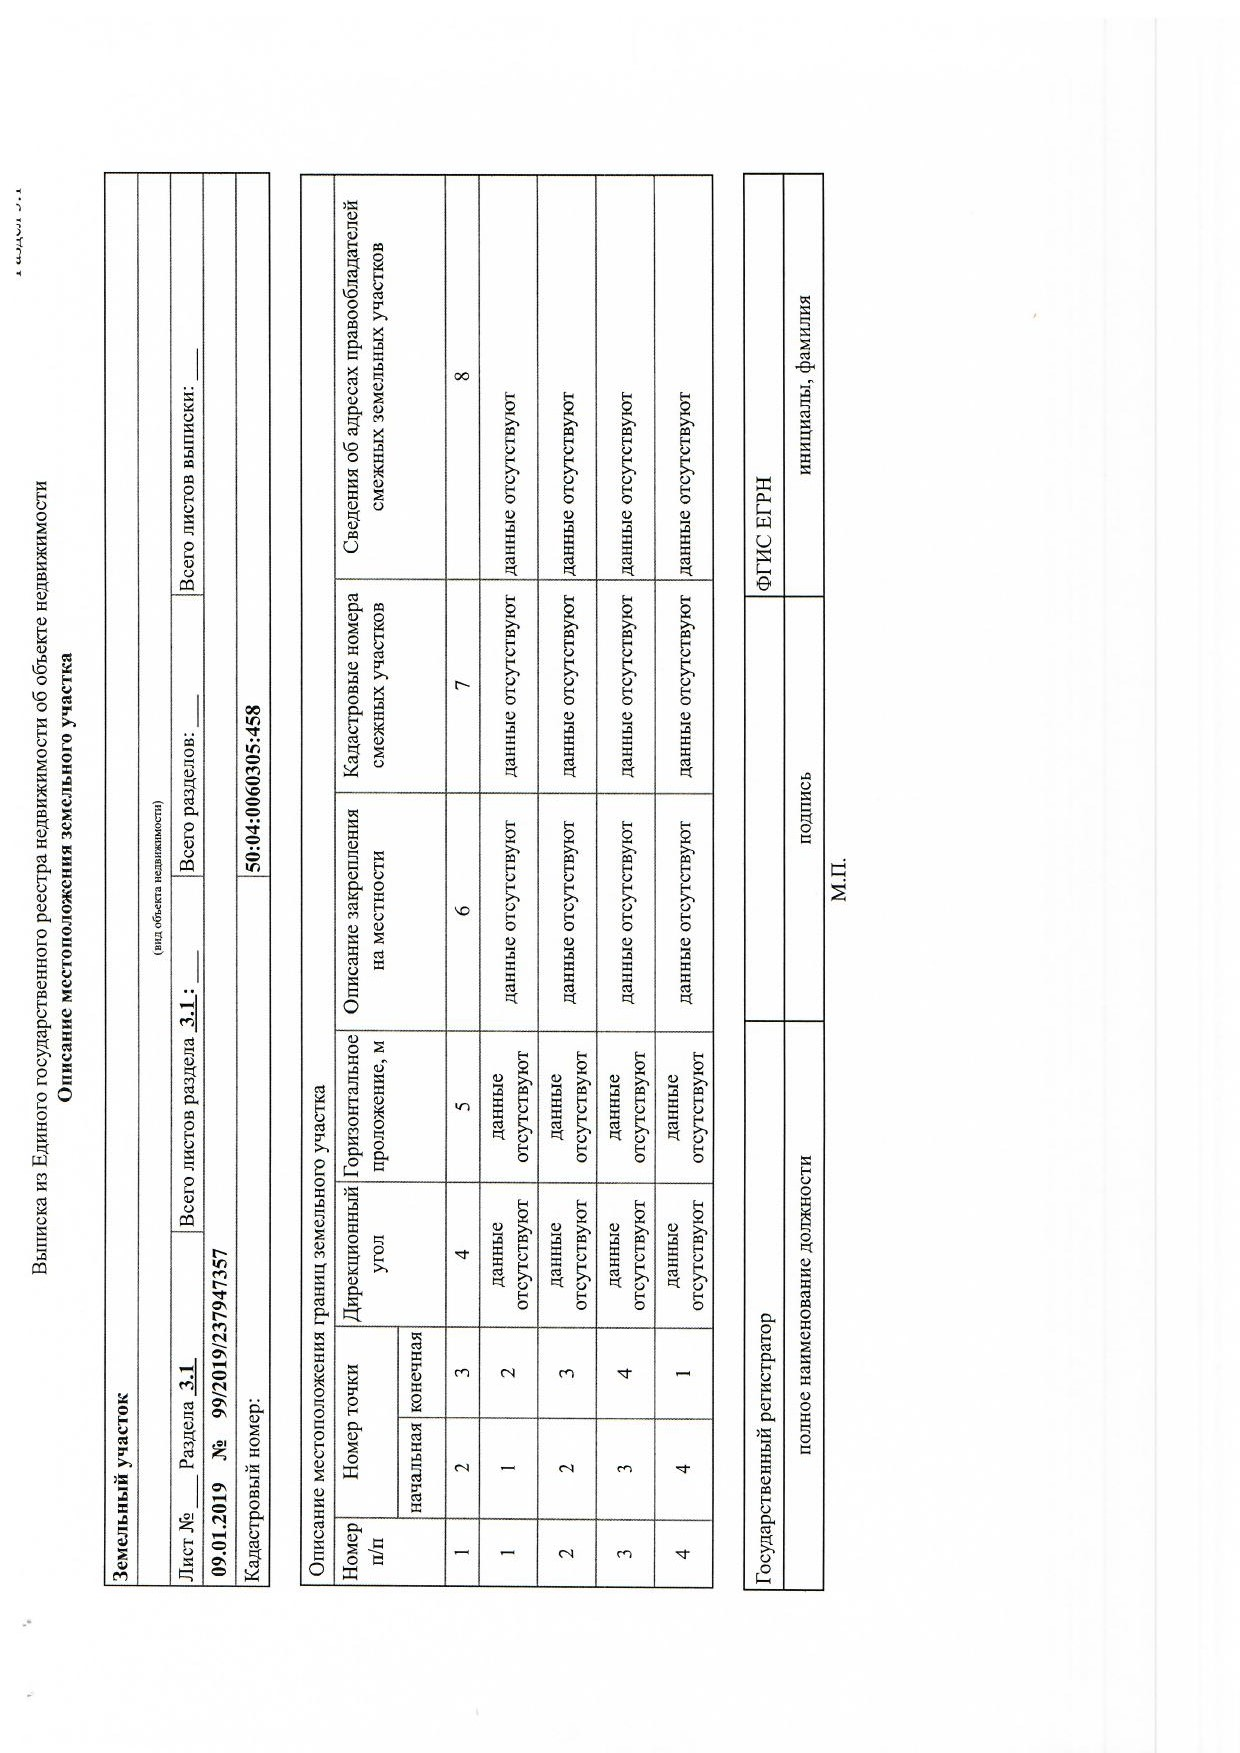 Раздел 3.1
Выписка из Единого государственного реестра недвижимости об объекте недвижимости
Описание местоположения земельного участка
Земельный участок
(вид объекта недвижимости)
Лист № ___ Раздела 3.1 Всего листов раздела 3.1 : ___ Всего разделов: ___ Всего листов выписки: ___
09.01.2019 № 99/2019/237947357
Кадастровый номер: 50:04:0060305:458
Описание местоположения границ земельного участка
Номер п/п Номер точки Дирекционный угол Горизонтальное проложение, м Описание закрепления на местности Кадастровые номера смежных участков Сведения об адресах правообладателей смежных земельных участков
начальная конечная
1 2 3 4 5 6 7 8
1 1 2 данные отсутствуют данные отсутствуют данные отсутствуют данные отсутствуют данные отсутствуют
2 2 3 данные отсутствуют данные отсутствуют данные отсутствуют данные отсутствуют данные отсутствуют
3 3 4 данные отсутствуют данные отсутствуют данные отсутствуют данные отсутствуют данные отсутствуют
4 4 1 данные отсутствуют данные отсутствуют данные отсутствуют данные отсутствуют данные отсутствуют
Государственный регистратор ФГИС ЕГРН
полное наименование должности подпись инициалы, фамилия
М.П.